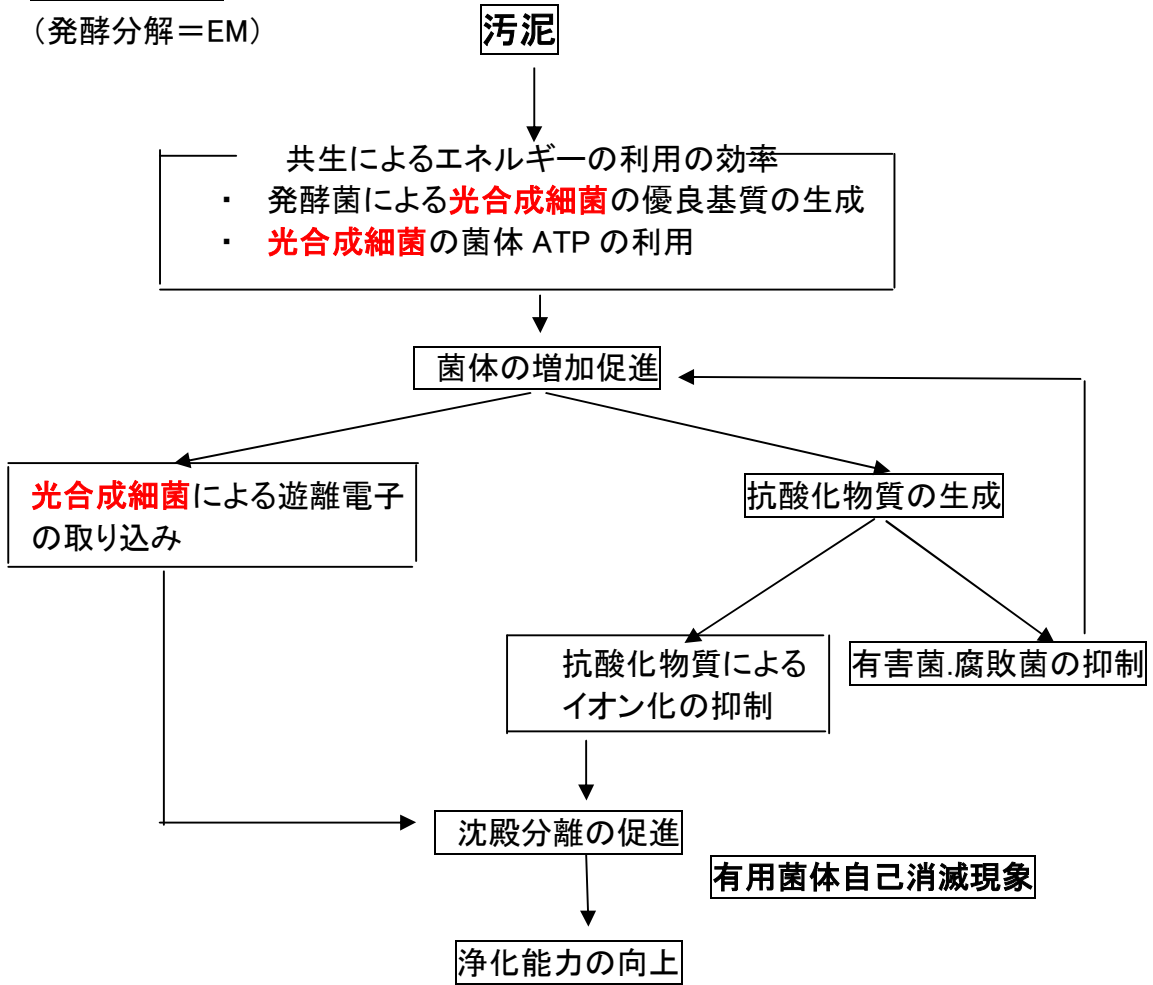 (発酵分解=EM)
汚泥
共生によるエネルギーの利用の効率
・ 発酵菌による光合成細菌の優良基質の生成
・ 光合成細菌の菌体 ATP の利用
菌体の増加促進
光合成細菌による遊離電子
の取り込み
抗酸化物質の生成
抗酸化物質による
イオン化の抑制
有害菌.腐敗菌の抑制
沈殿分離の促進
有用菌体自己消滅現象
浄化能力の向上